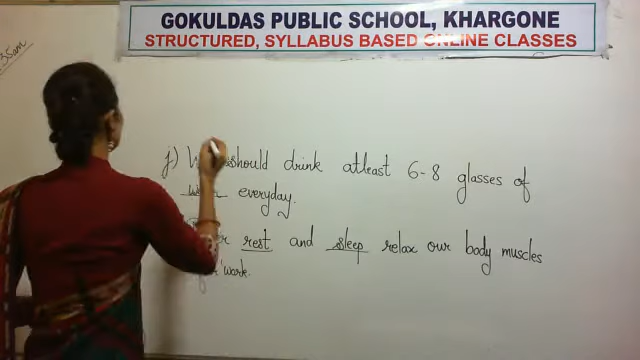 GOKULDAS PUBLIC SCHOOL, KHARGONE
STRUCTURED, SYLLABUS BASED ONLINE CLASSES
35am
j) should drink atleast 6-8 glasses of
everyday.
rest and sleep relax our body muscles
work.